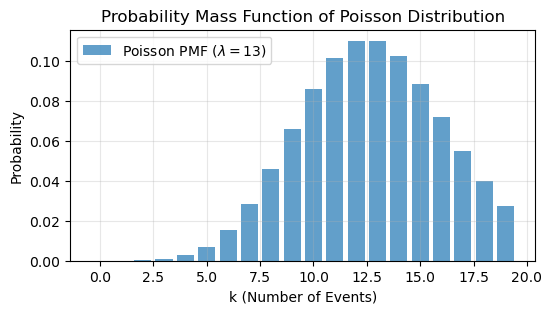 Probability Mass Function of Poisson Distribution
Poisson PMF (λ = 13)
Probability
0.10
0.08
0.06
0.04
0.02
0.00
0.0 2.5 5.0 7.5 10.0 12.5 15.0 17.5 20.0
k (Number of Events)